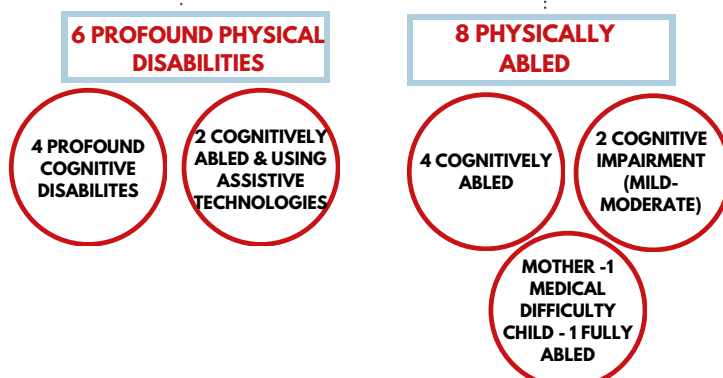 6 PROFOUND PHYSICAL
DISABILITIES
4 PROFOUND
COGNITIVE
DISABILITES
2 COGNITIVELY
ABLED & USING
ASSISTIVE
TECHNOLOGIES
8 PHYSICALLY
ABLED
4 COGNITIVELY
ABLED
2 COGNITIVE
IMPAIRMENT
(MILD-
MODERATE)
MOTHER -1
MEDICAL
DIFFICULTY
CHILD - 1 FULLY
ABLED